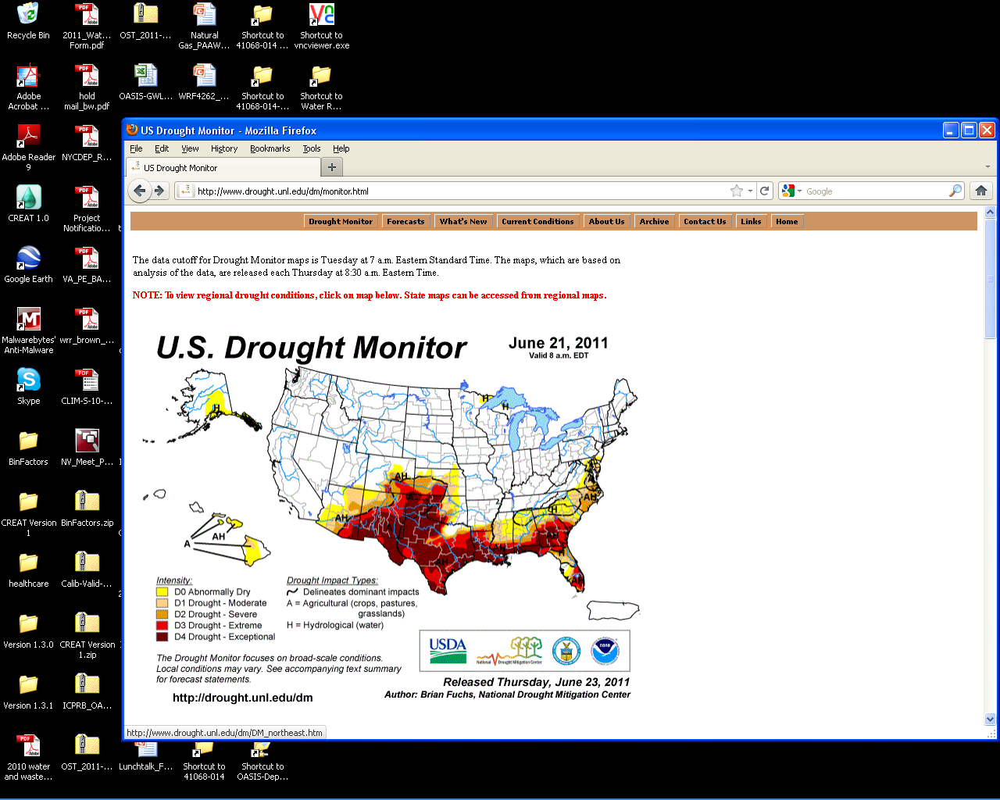 Recycle Bin
2011_Wat...
Form.pdf
OST_2011-...
Natural
Gas_PAAW...
Shortcut to
41068-014 ...
Shortcut to
vncviewer.exe
Adobe
Acrobat ...
hold
mail_bw.pdf
OASIS-GWL...
WRF4262_...
Shortcut to
41068-014-...
Shortcut to
Water R...
Adobe Reader
9
NYCDEP_R...
CREAT 1.0
Project
Notificatio...
Google Earth
VA_PE_BA...
Malwarebytes'
Anti-Malware
wrr_brown_...
Skype
CLIM-S-10-...
BinFactors
NV_Meet_P...
CREAT Version
1
BinFactors.zip
healthcare
Calib-Valid-...
Version 1.3.0
CREAT Version
1.zip
Version 1.3.1
ICPRB_OA...
2010 water
and waste...
OST_2011-...
Lunchtalk_F...
Shortcut to
41068-014
Shortcut to
OASIS-Dep...
US Drought Monitor - Mozilla Firefox
File Edit View History Bookmarks Tools Help
US Drought Monitor
http://www.drought.unl.edu/dm/monitor.html
Google
Drought Monitor Forecasts What's New Current Conditions About Us Archive Contact Us Links Home
The data cutoff for Drought Monitor maps is Tuesday at 7 a.m. Eastern Standard Time. The maps, which are based on
analysis of the data, are released each Thursday at 8:30 a.m. Eastern Time.
NOTE: To view regional drought conditions, click on map below. State maps can be accessed from regional maps.
U.S. Drought Monitor
June 21, 2011
Valid 8 a.m. EDT
H
H
H
AH
A
AH
AH
AH
AH
AH
H
H
A
AH
A
AH
Intensity:
D0 Abnormally Dry
D1 Drought - Moderate
D2 Drought - Severe
D3 Drought - Extreme
D4 Drought - Exceptional
Drought Impact Types:
Delineates dominant impacts
A = Agricultural (crops, pastures,
grasslands)
H = Hydrological (water)
The Drought Monitor focuses on broad-scale conditions.
Local conditions may vary. See accompanying text summary
for forecast statements.
http://drought.unl.edu/dm
USDA
National Drought Mitigation Center
NOAA
Released Thursday, June 23, 2011
Author: Brian Fuchs, National Drought Mitigation Center
http://www.drought.unl.edu/dm/DM_northeast.htm